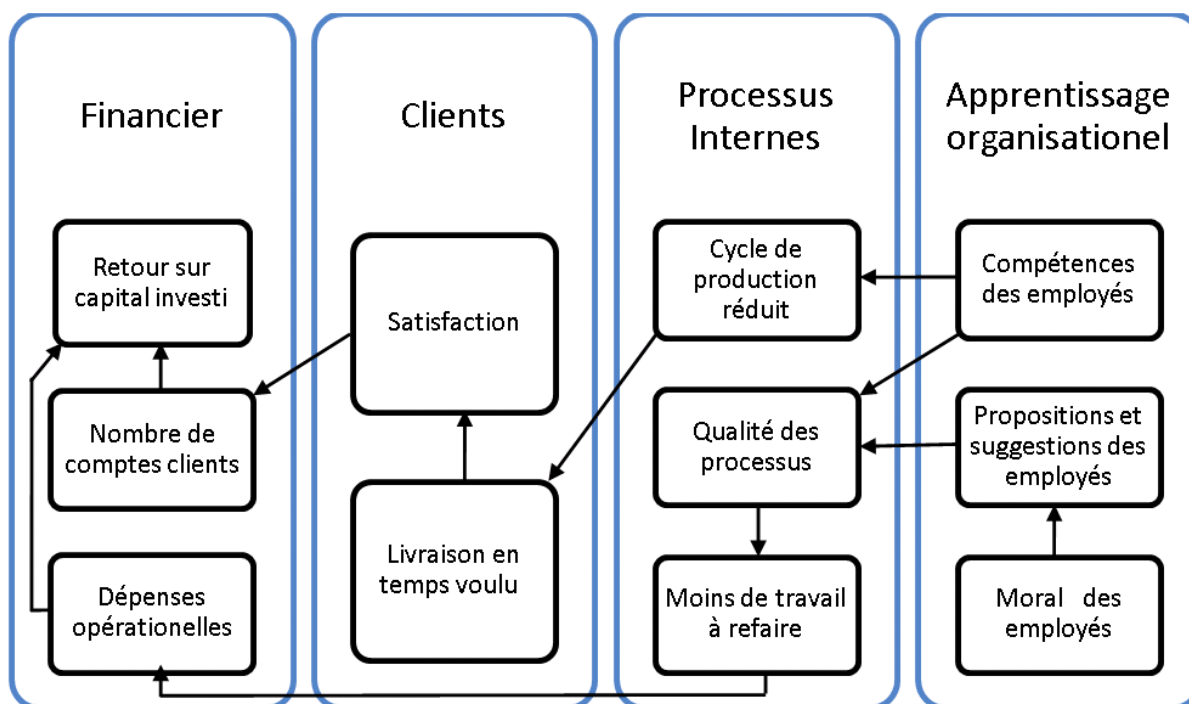 Financier
Retour sur
capital investi
Nombre de
comptes clients
Dépenses
opérationelles
Clients
Satisfaction
Livraison en
temps voulu
Processus
Internes
Cycle de
production
réduit
Qualité des
processus
Moins de travail
à refaire
Apprentissage
organisationel
Compétences
des employés
Propositions et
suggestions des
employés
Moral des
employés